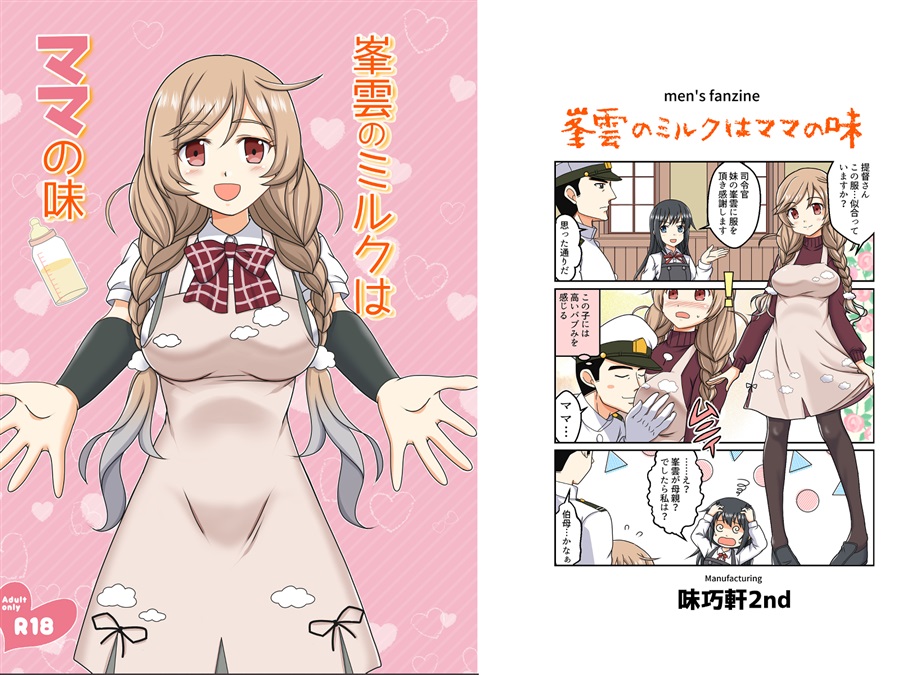 峯雲のミルクは
ママの味
Adult
only
R18
men's fanzine
峯雲のミルクはママの味
提督さん
この服…似合って
いますか？
司令官
妹の峯雲に服を
頂き感謝します
思った通りだ
この子には
高いバブみを
感じる
ママ…
ムニッ
……え？
峯雲が母親？
でしたら私は？
伯母…かなぁ
Manufacturing
味巧軒2nd